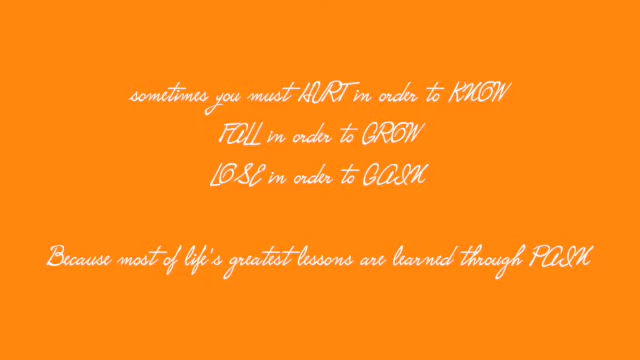 sometimes you must HURT in order to KNOW
FALL in order to GROW
LOSE in order to GAIN
Because most of life's greatest lessons are learned through PAIN